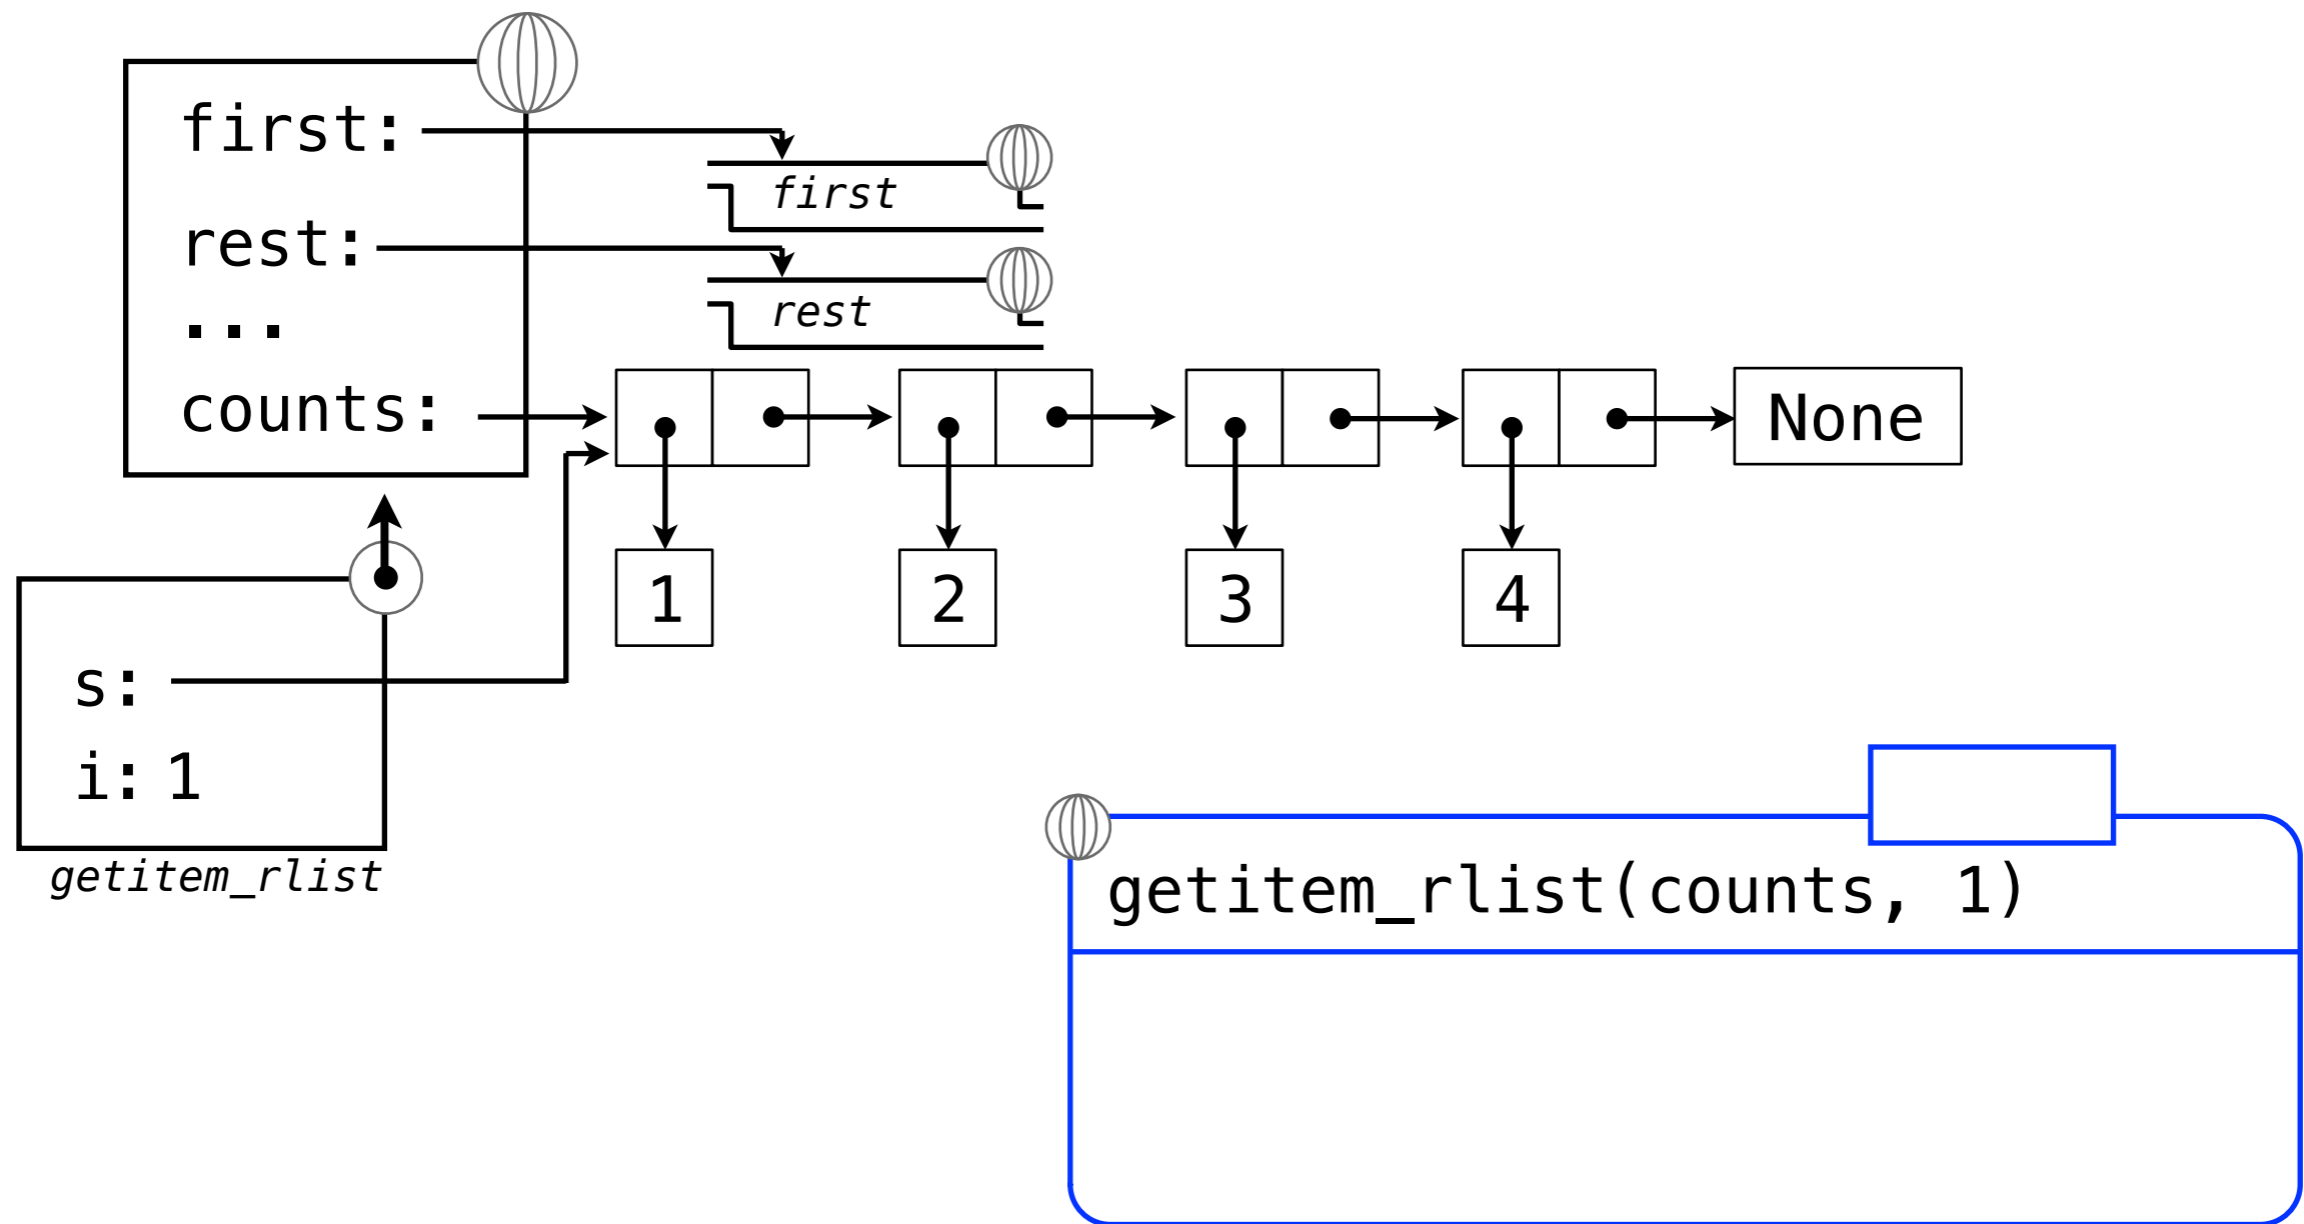 first:
first
rest:
rest
...
counts:
None
1
2
3
4
s:
i: 1
getitem_rlist
getitem_rlist(counts, 1)